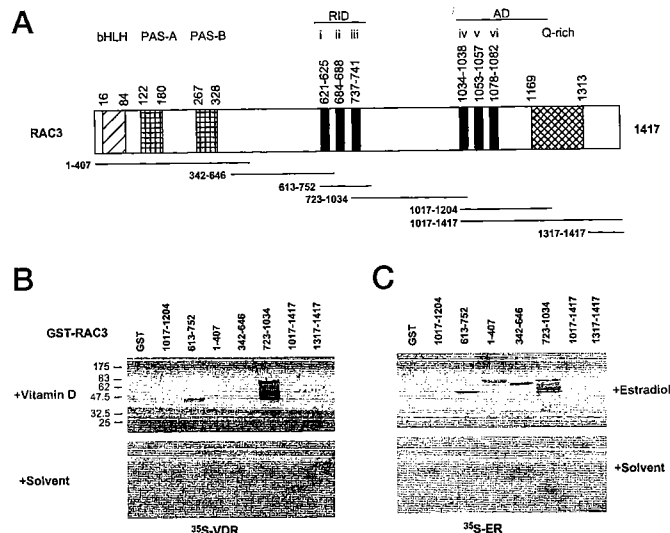 A
bHLH PAS-A PAS-B RID AD Q-rich
i ii iii iv v vi
16 84 122 180 267 328 621-625 684-688 737-741 1034-1038 1053-1057 1078-1082 1169 1313
RAC3 1417
1-407
342-646
613-752
723-1034
1017-1204
1017-1417
1317-1417
B
GST-RAC3
GST 1017-1204 613-752 1-407 342-646 723-1034 1017-1417 1317-1417
175
83
62
47.5
32.5
25
+Vitamin D
+Solvent
35S-VDR
C
GST 1017-1204 613-752 1-407 342-646 723-1034 1017-1417 1317-1417
+Estradiol
+Solvent
35S-ER